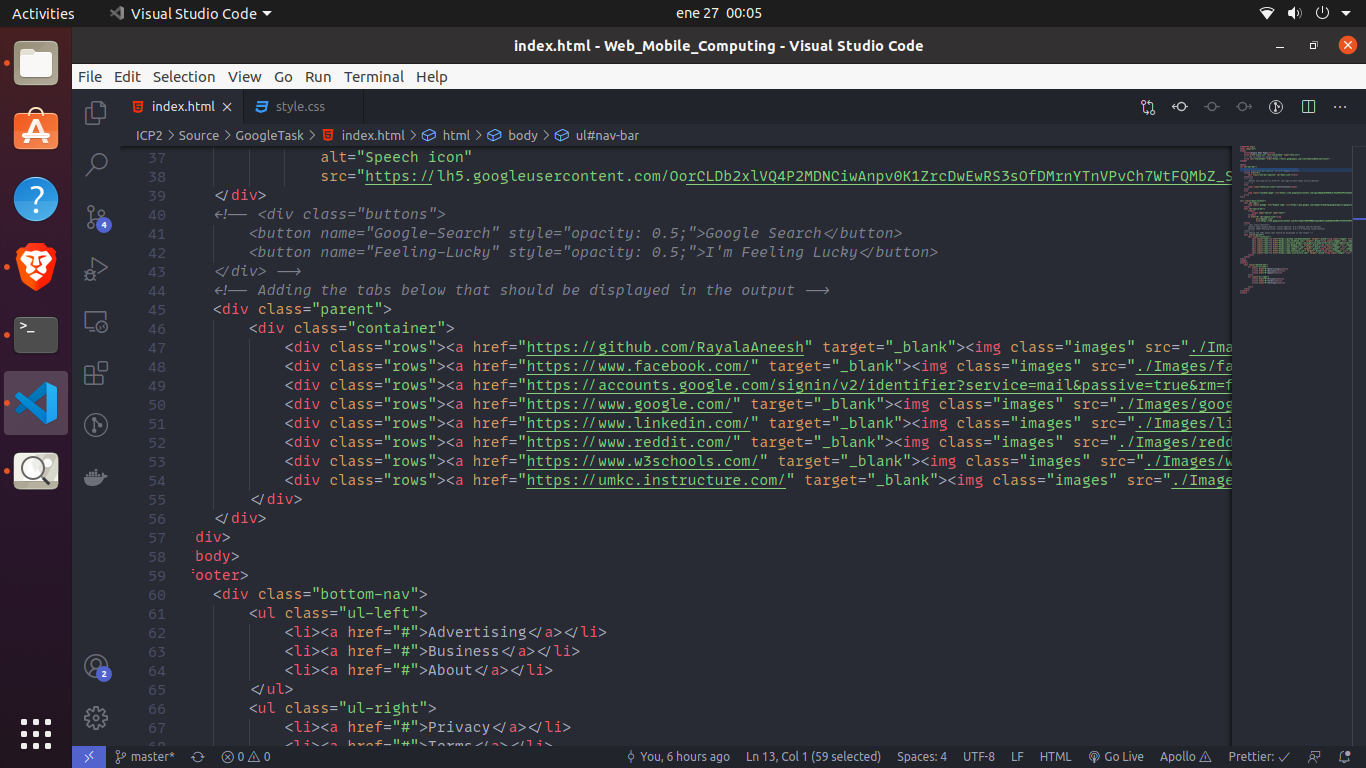 Activities
Visual Studio Code
ene 27 00:05
index.html - Web_Mobile_Computing - Visual Studio Code
File Edit Selection View Go Run Terminal Help
index.html
style.css
ICP2 > Source > GoogleTask > index.html > html > body > ul#nav-bar
37 alt="Speech icon"
38 src="https://lh5.googleusercontent.com/OorCLDb2xlVQ4P2MDNCiwAnpv0K1ZrcDwEwRS3sOfDMrnYTnVPvCh7WtFQMbZ_S
39 </div>
40 <!-- <div class="buttons">
41 <button name="Google-Search" style="opacity: 0.5;">Google Search</button>
42 <button name="Feeling-Lucky" style="opacity: 0.5;">I'm Feeling Lucky</button>
43 </div> -->
44 <!-- Adding the tabs below that should be displayed in the output -->
45 <div class="parent">
46 <div class="container">
47 <div class="rows"><a href="https://github.com/RayalaAneesh" target="_blank"><img class="images" src="./Ima
48 <div class="rows"><a href="https://www.facebook.com/" target="_blank"><img class="images" src="./Images/fa
49 <div class="rows"><a href="https://accounts.google.com/signin/v2/identifier?service=mail&passive=true&rm=f
50 <div class="rows"><a href="https://www.google.com/" target="_blank"><img class="images" src="./Images/goog
51 <div class="rows"><a href="https://www.linkedin.com/" target="_blank"><img class="images" src="./Images/li
52 <div class="rows"><a href="https://www.reddit.com/" target="_blank"><img class="images" src="./Images/redd
53 <div class="rows"><a href="https://www.w3schools.com/" target="_blank"><img class="images" src="./Images/w
54 <div class="rows"><a href="https://umkc.instructure.com/" target="_blank"><img class="images" src="./Image
55 </div>
56 </div>
57 div>
58 body>
59 footer>
60 <div class="bottom-nav">
61 <ul class="ul-left">
62 <li><a href="#">Advertising</a></li>
63 <li><a href="#">Business</a></li>
64 <li><a href="#">About</a></li>
65 </ul>
66 <ul class="ul-right">
67 <li><a href="#">Privacy</a></li>
68 <li><a href="#">Terms</a></li>
4
2
master* 0 0 You, 6 hours ago Ln 13, Col 1 (59 selected) Spaces: 4 UTF-8 LF HTML Go Live Apollo Prettier: